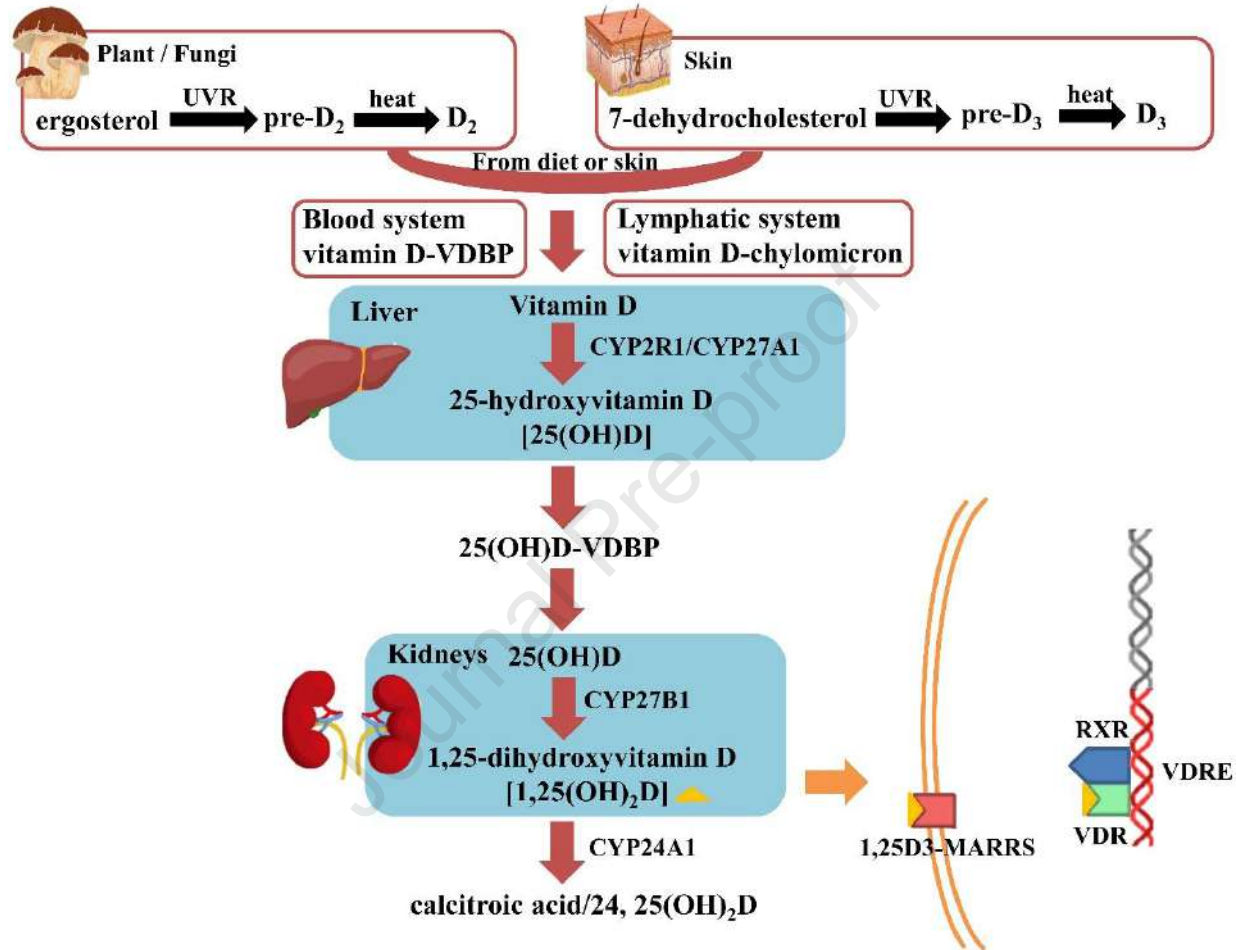 Plant / Fungi
ergosterol UVR pre-D₂ heat D₂
Skin
7-dehydrocholesterol UVR pre-D₃ heat D₃
From diet or skin
Blood system
vitamin D-VDBP
Lymphatic system
vitamin D-chylomicron
Liver
Vitamin D
CYP2R1/CYP27A1
25-hydroxyvitamin D
[25(OH)D]
25(OH)D-VDBP
Kidneys 25(OH)D
CYP27B1
1,25-dihydroxyvitamin D
[1,25(OH)₂D]
CYP24A1
calcitroic acid/24, 25(OH)₂D
1,25D3-MARRS
RXR
VDRE
VDR
Journal Pre-proof